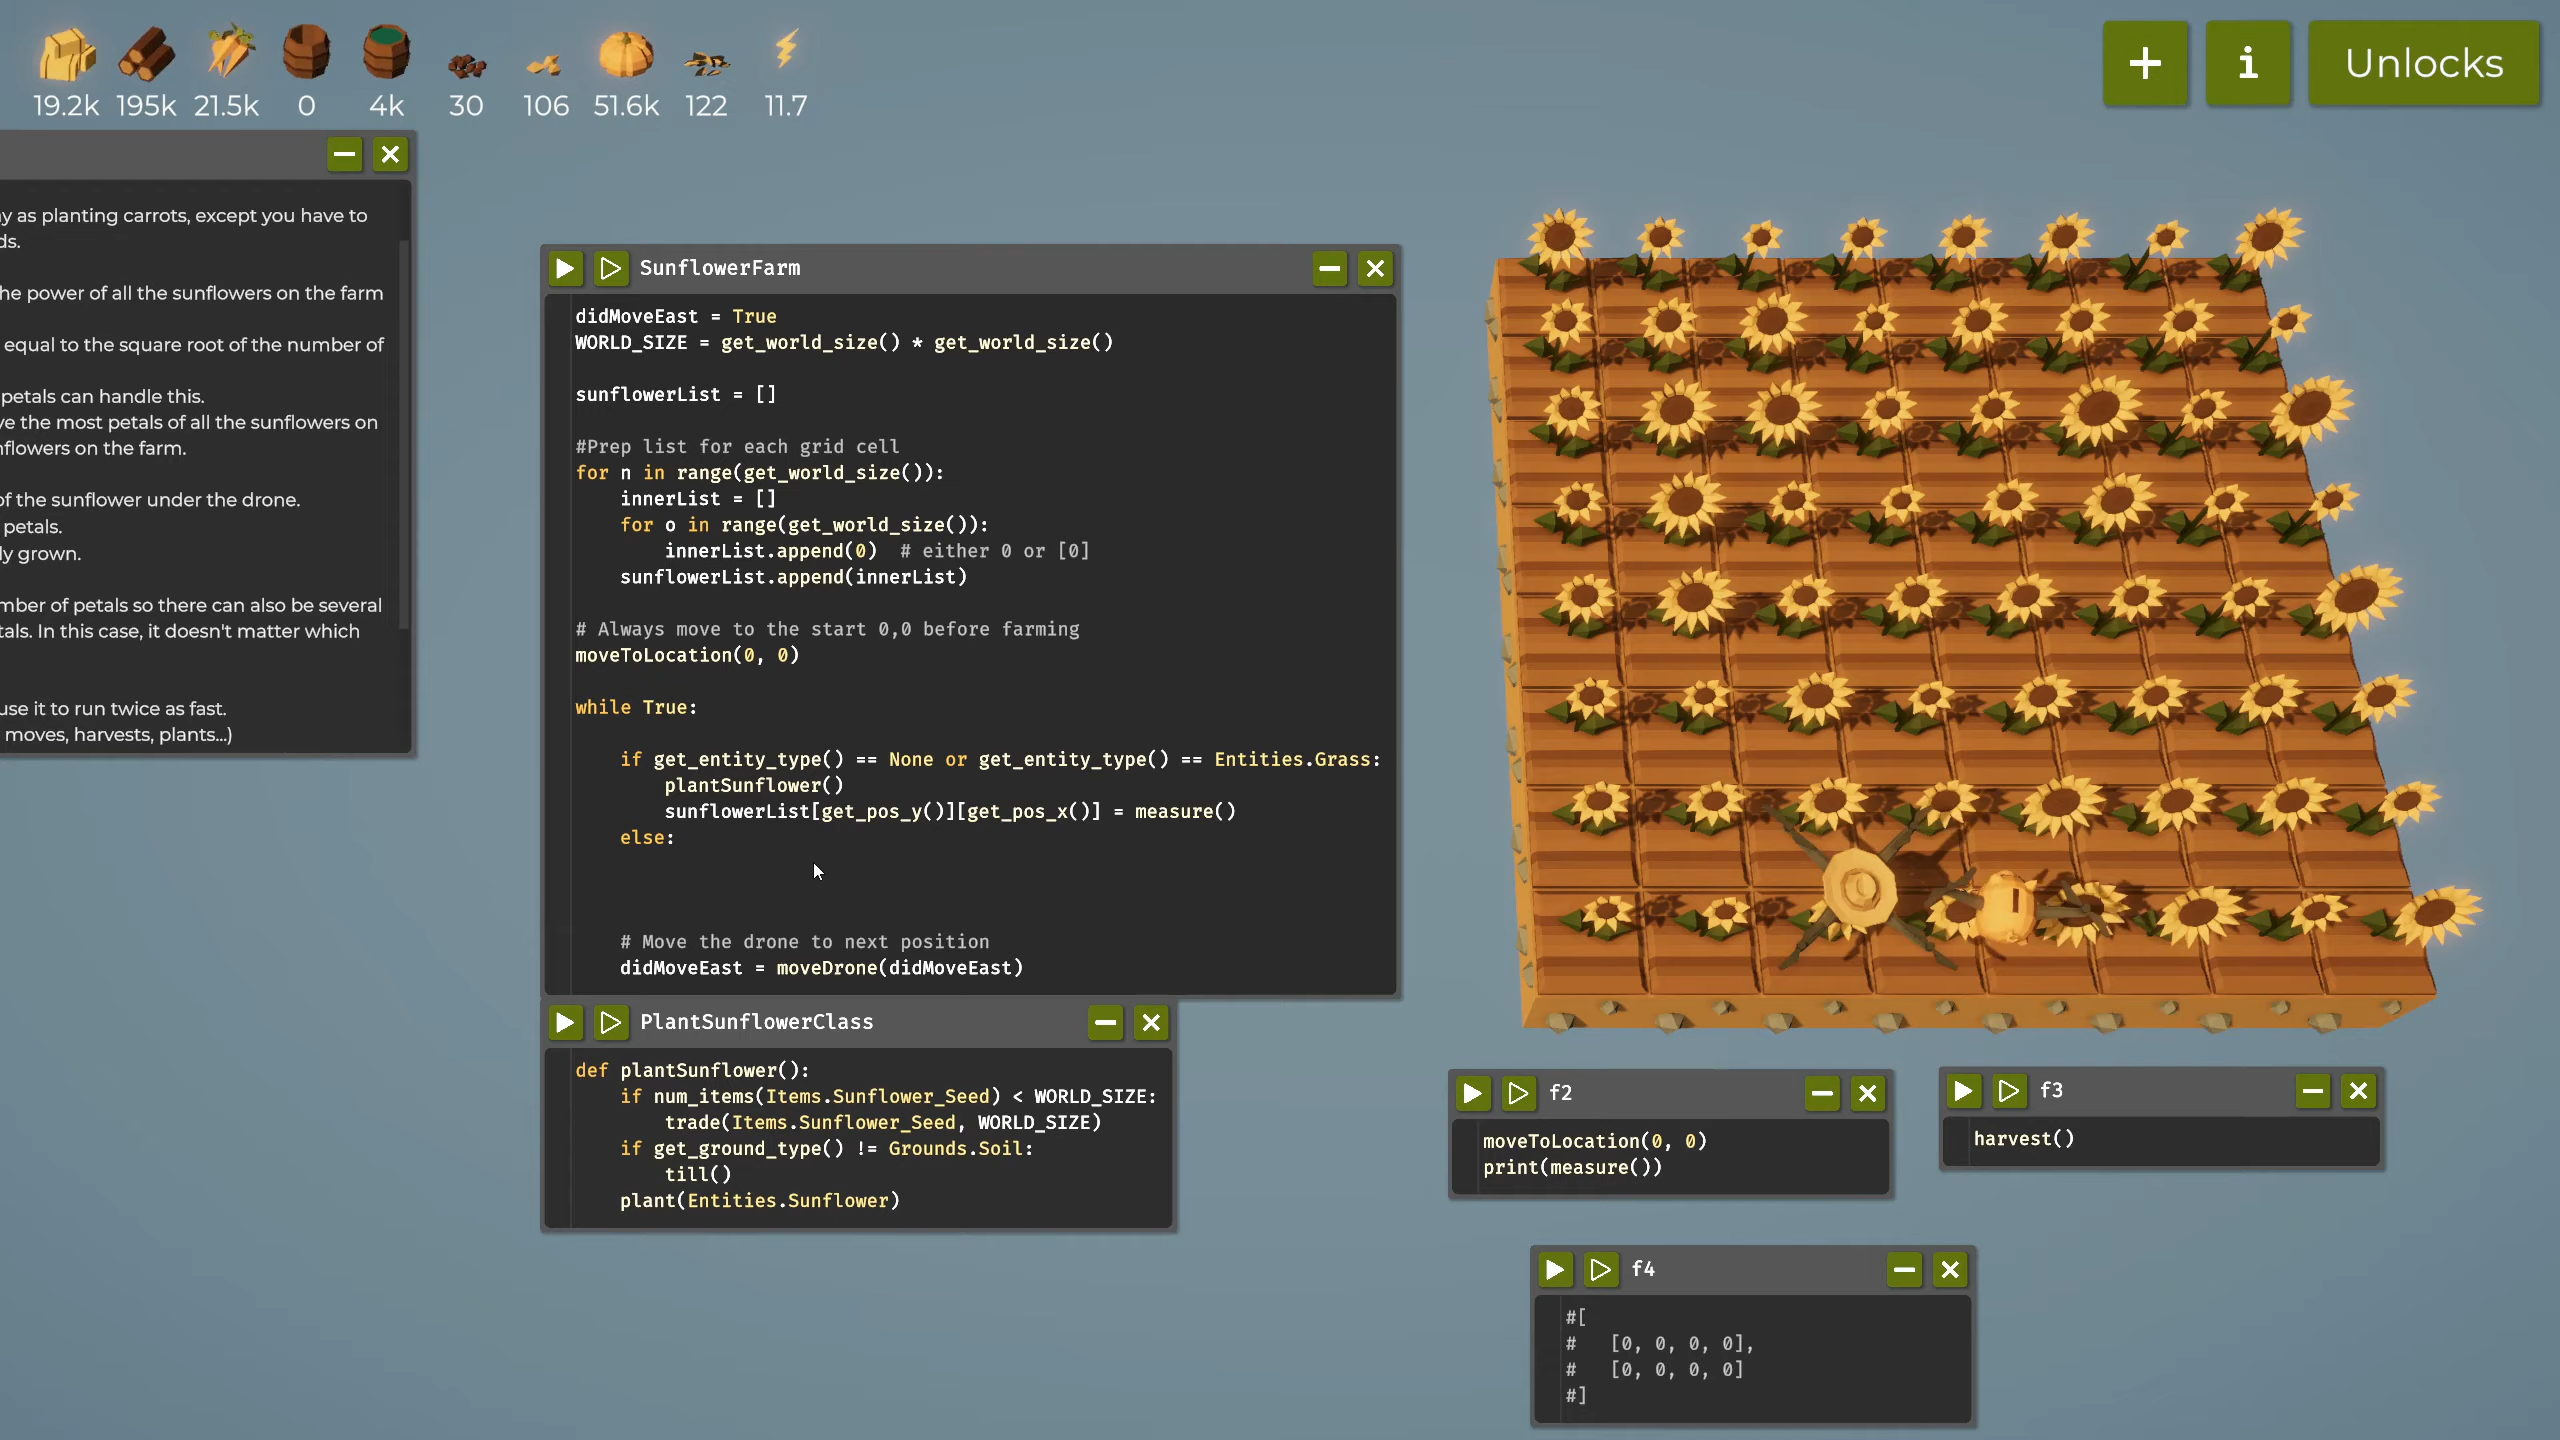 19.2k 195k 21.5k 0 4k 30 106 51.6k 122 11.7
+ i Unlocks
y as planting carrots, except you have to
ds.
he power of all the sunflowers on the farm
equal to the square root of the number of
petals can handle this.
ve the most petals of all the sunflowers on
nflowers on the farm.
of the sunflower under the drone.
petals.
ly grown.
mber of petals so there can also be several
tals. In this case, it doesn't matter which
use it to run twice as fast.
moves, harvests, plants...)
SunflowerFarm
didMoveEast = True
WORLD_SIZE = get_world_size() * get_world_size()
sunflowerList = []
#Prep list for each grid cell
for n in range(get_world_size()):
    innerList = []
    for o in range(get_world_size()):
        innerList.append(0)  # either 0 or [0]
    sunflowerList.append(innerList)
# Always move to the start 0,0 before farming
moveToLocation(0, 0)
while True:
    if get_entity_type() == None or get_entity_type() == Entities.Grass:
        plantSunflower()
        sunflowerList[get_pos_y()][get_pos_x()] = measure()
    else:
    # Move the drone to next position
    didMoveEast = moveDrone(didMoveEast)
PlantSunflowerClass
def plantSunflower():
    if num_items(Items.Sunflower_Seed) < WORLD_SIZE:
        trade(Items.Sunflower_Seed, WORLD_SIZE)
    if get_ground_type() != Grounds.Soil:
        till()
    plant(Entities.Sunflower)
f2
moveToLocation(0, 0)
print(measure())
f3
harvest()
f4
#[
#   [0, 0, 0, 0],
#   [0, 0, 0, 0]
#]